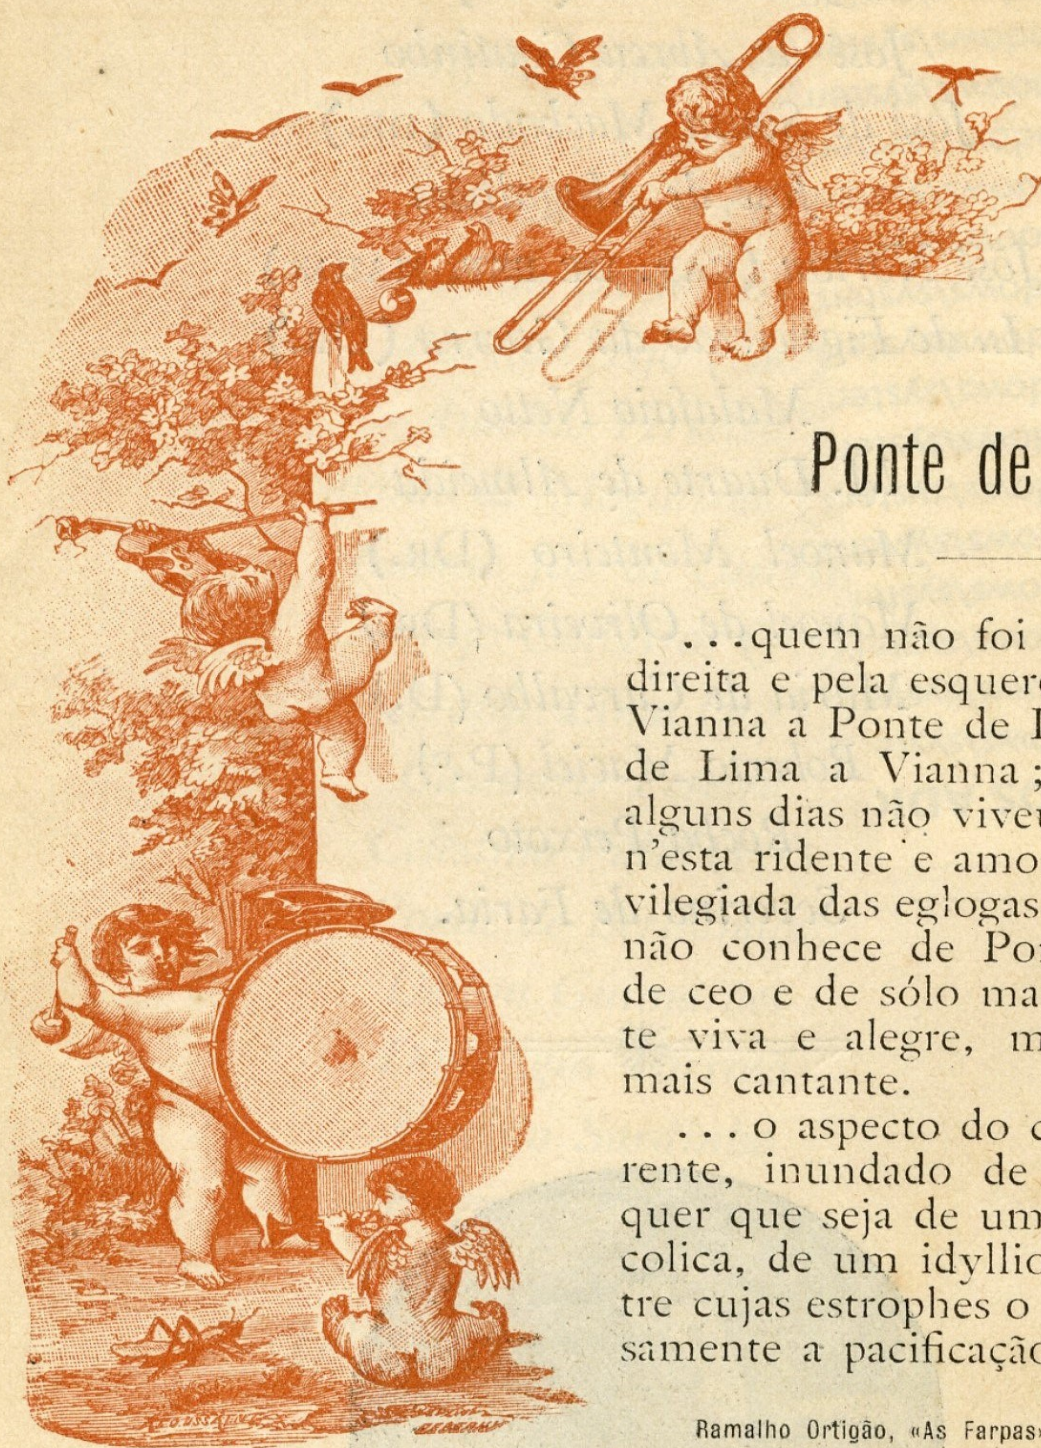 Ponte de
...quem não foi
direita e pela esquer
Vianna a Ponte de
de Lima a Vianna;
alguns dias não vive
n'esta ridente e amo
vilegiada das eglogas
não conhece de Po
de ceo e de sólo ma
te viva e alegre, m
mais cantante.
...o aspecto do
rente, inundado de
quer que seja de um
colica, de um idyllio
tre cujas estrophes o
samente a pacificação
Ramalho Ortigão, «As Farpas»